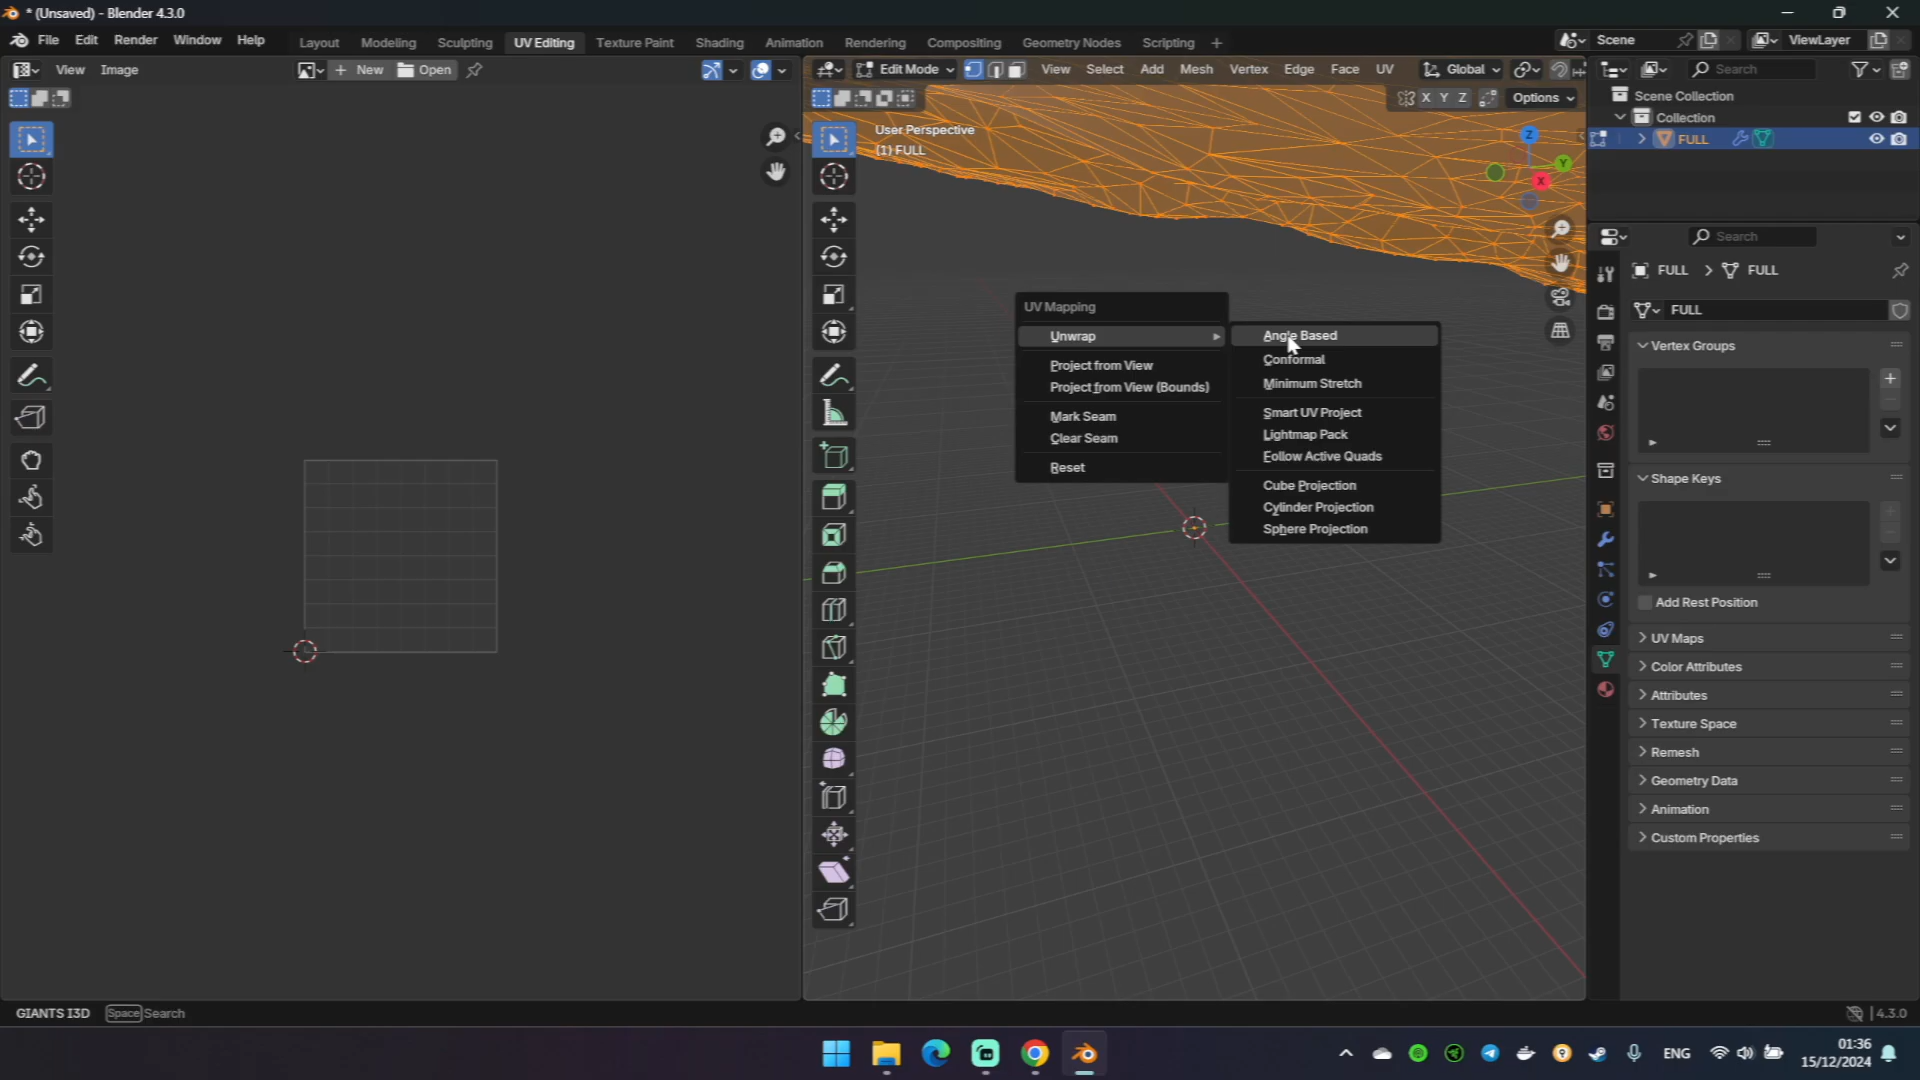 * (Unsaved) - Blender 4.3.0
File Edit Render Window Help Layout Modeling Sculpting UV Editing Texture Paint Shading Animation Rendering Compositing Geometry Nodes Scripting + Scene ViewLayer
View Image New Open Edit Mode View Select Add Mesh Vertex Edge Face UV Global Search
X Y Z Options Scene Collection
User Perspective
(1) FULL
Collection
FULL
Z
Y
X
Search
FULL > FULL
FULL
UV Mapping
Unwrap
Project from View
Project from View (Bounds)
Mark Seam
Clear Seam
Reset
Angle Based
Conformal
Minimum Stretch
Smart UV Project
Lightmap Pack
Follow Active Quads
Cube Projection
Cylinder Projection
Sphere Projection
Vertex Groups
Shape Keys
Add Rest Position
UV Maps
Color Attributes
Attributes
Texture Space
Remesh
Geometry Data
Animation
Custom Properties
GIANTS I3D Space Search 4.3.0
ENG 01:36
15/12/2024